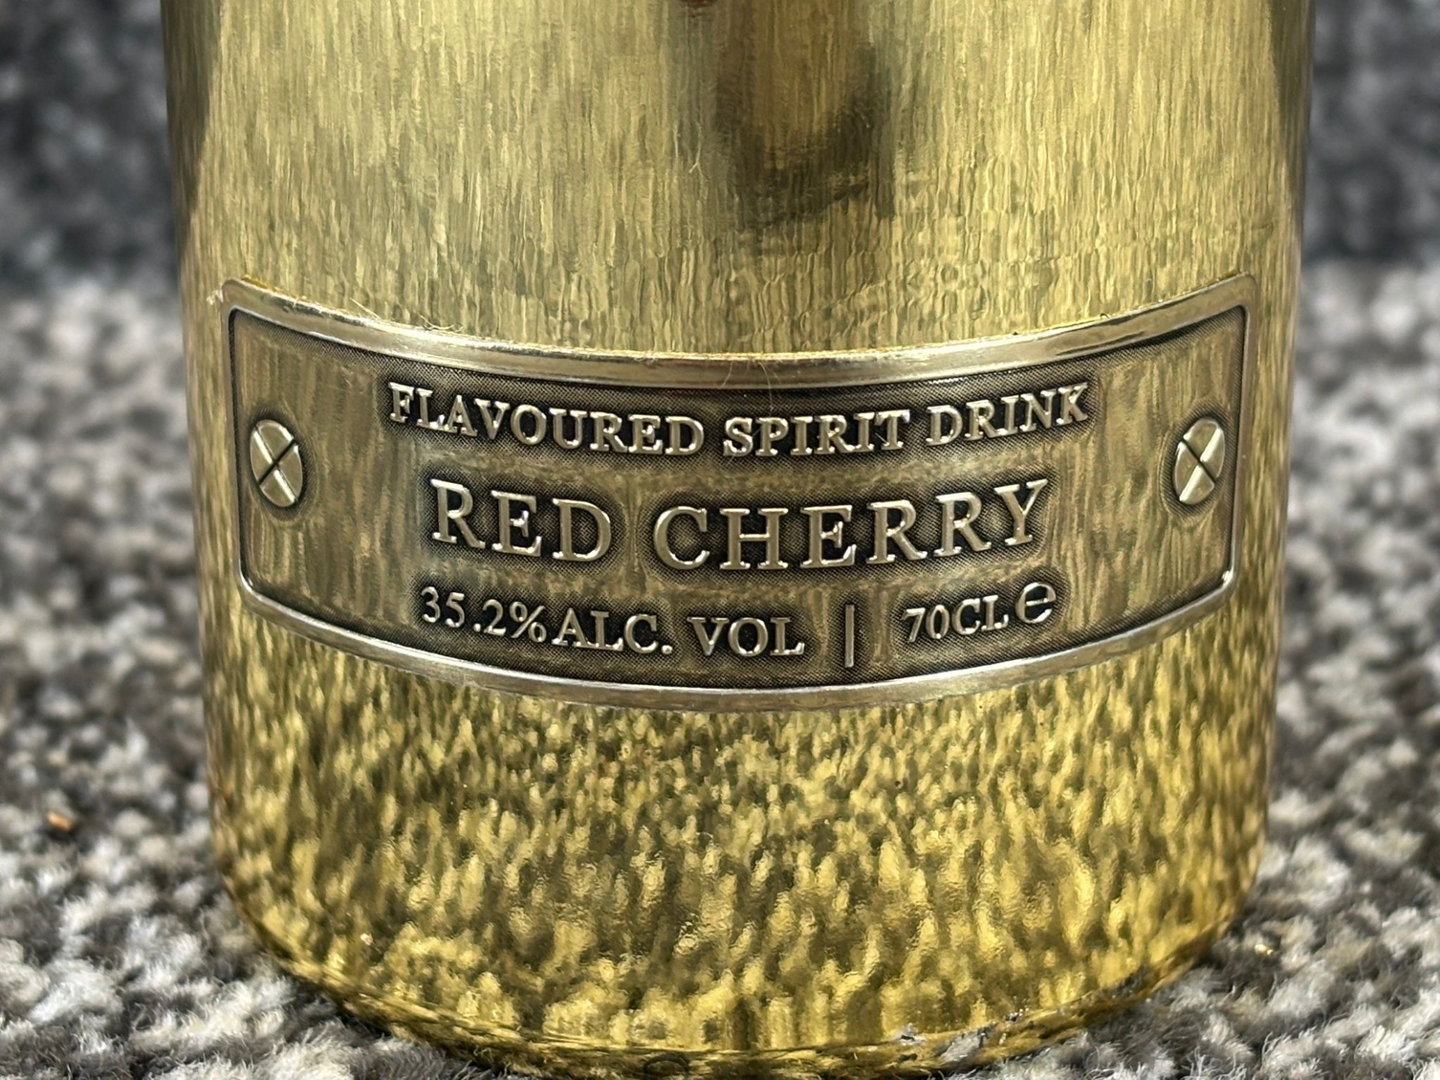 FLAVOURED SPIRIT DRINK
RED CHERRY
35.2% ALC. VOL | 70CL ℮